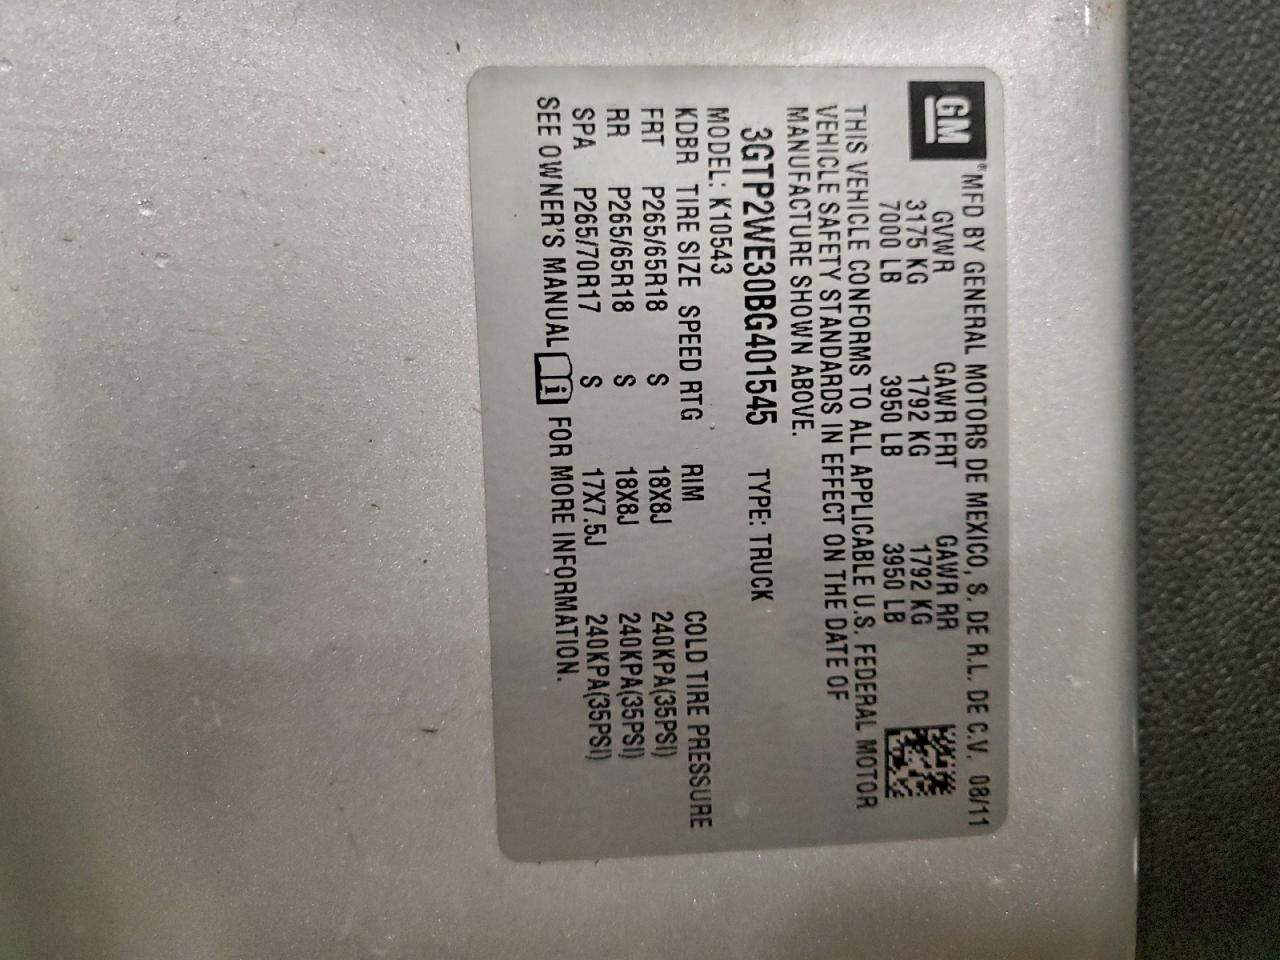 GM ®MFD BY GENERAL MOTORS DE MEXICO, S. DE R.L. DE C.V. 08/11
GVWR GAWR FRT GAWR RR
3175 KG 1792 KG 1792 KG
7000 LB 3950 LB 3950 LB
THIS VEHICLE CONFORMS TO ALL APPLICABLE U.S. FEDERAL MOTOR
VEHICLE SAFETY STANDARDS IN EFFECT ON THE DATE OF
MANUFACTURE SHOWN ABOVE.
3GTP2WE30BG401545 TYPE: TRUCK
MODEL: K10543
KDBR TIRE SIZE SPEED RTG RIM COLD TIRE PRESSURE
FRT P265/65R18 S 18X8J 240KPA(35PSI)
RR P265/65R18 S 18X8J 240KPA(35PSI)
SPA P265/70R17 S 17X7.5J 240KPA(35PSI)
SEE OWNER'S MANUAL i FOR MORE INFORMATION.